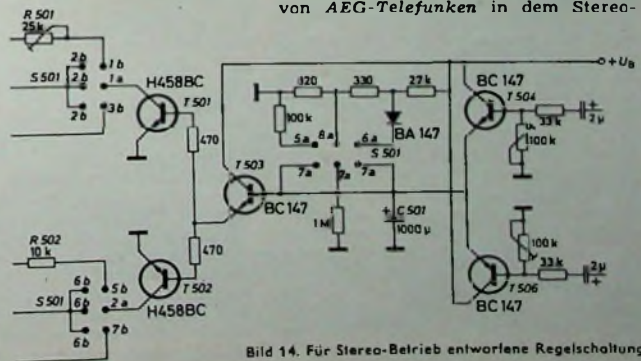 von AEG-Telefunken in dem Stereo-
R 501
25k
2b
1b
S 501
2b
1a
2b
3b
H458BC
T 501
470
+UB
120
330
27k
100k
5a
8a
6a
BA 147
S 501
7a
7a
7a
T 503
BC 147
1M
C 501
1000µ
+
BC 147
T 504
33k
+
2µ
100k
100k
33k
2µ
+
T 506
BC 147
470
R 502
10k
6b
5b
S 501
6b
2a
6b
7b
T 502
H458BC
Bild 14. Für Stereo-Betrieb entworfene Regelschaltung